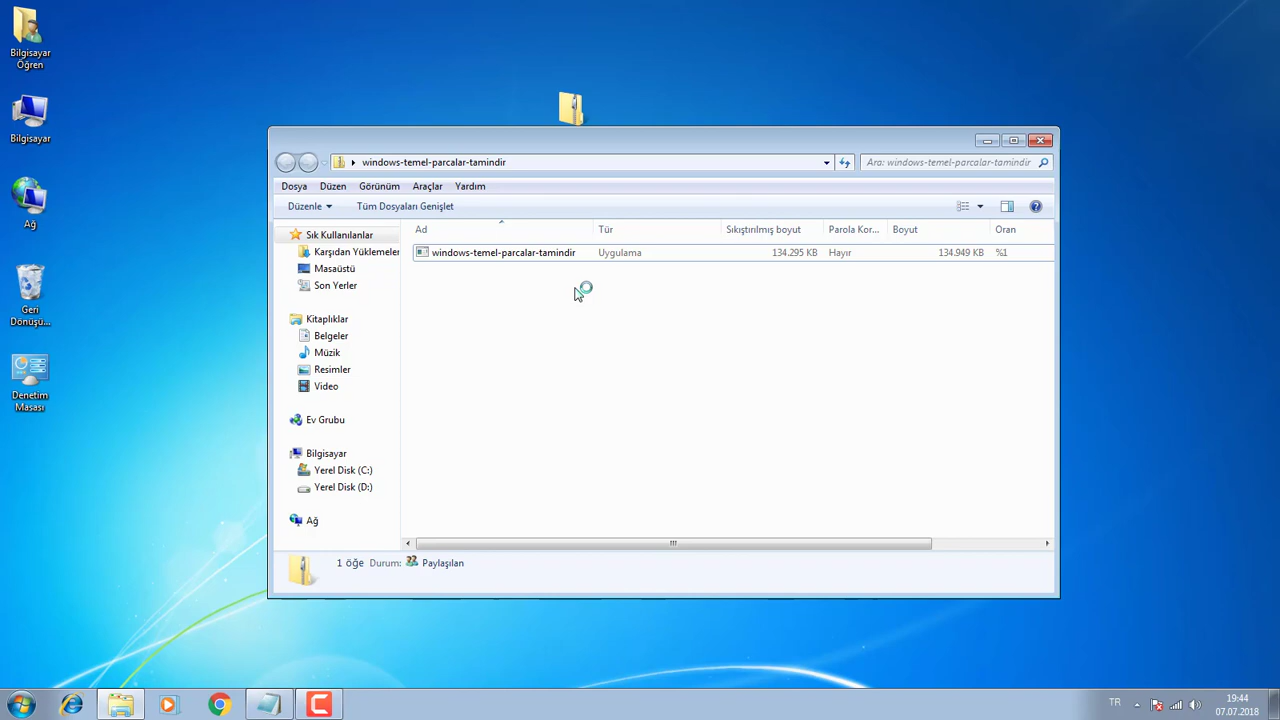 Bilgisayar
Öğren
Bilgisayar
Ağ
Geri
Dönüşü...
Denetim
Masası
windows-temel-parcalar-tamindir
Ara: windows-temel-parcalar-tamindir
Dosya Düzen Görünüm Araçlar Yardım
Düzenle Tüm Dosyaları Genişlet
Ad Tür Sıkıştırılmış boyut Parola Kor... Boyut Oran
windows-temel-parcalar-tamindir Uygulama 134.295 KB Hayır 134.949 KB %1
Sık Kullanılanlar
Karşıdan Yüklemeler
Masaüstü
Son Yerler
Kitaplıklar
Belgeler
Müzik
Resimler
Video
Ev Grubu
Bilgisayar
Yerel Disk (C:)
Yerel Disk (D:)
Ağ
1 öğe Durum: Paylaşılan
TR
19:44
07.07.2018